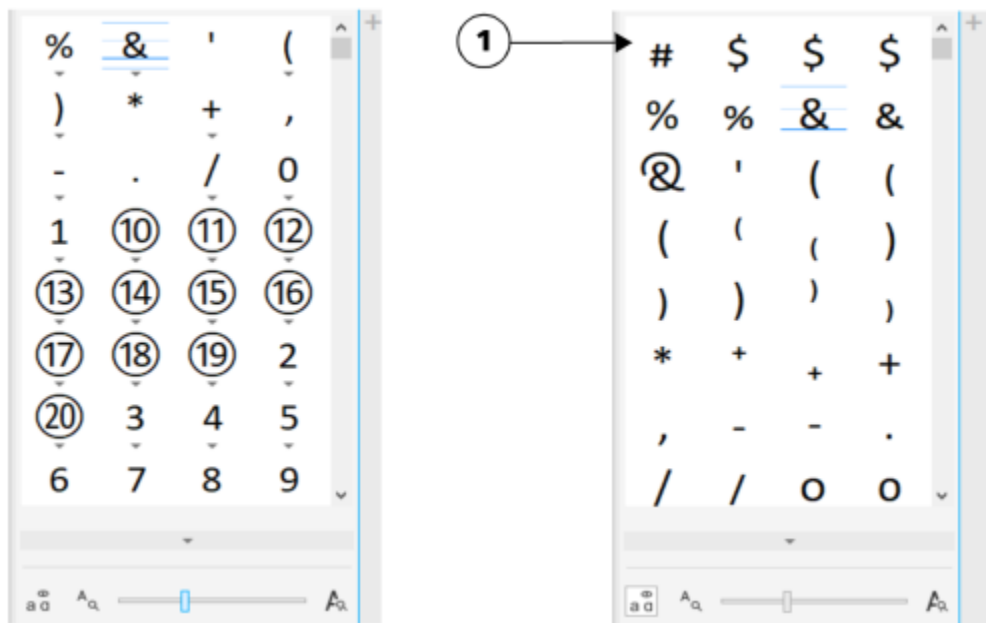 % & ' (
) * + ,
- . / 0
1 ⑩ ⑪ ⑫
⑬ ⑭ ⑮ ⑯
⑰ ⑱ ⑲ 2
⑳ 3 4 5
6 7 8 9
a a A A
1
# $ $ $
% % & &
& ' ( (
( ( ( )
) ) ) )
* + + +
, - - .
/ / o o
a a A A